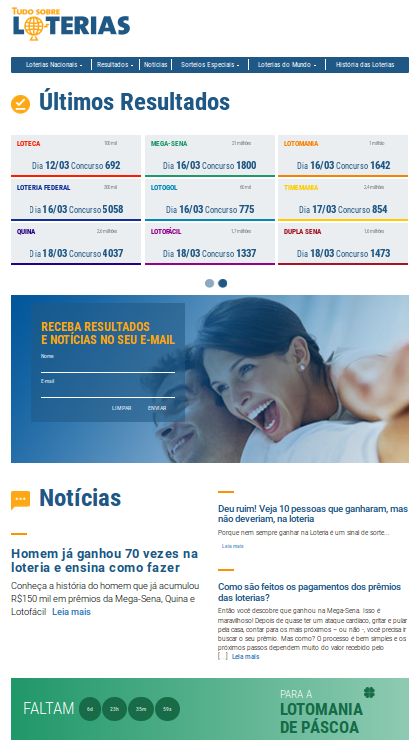 TUDO SOBRE
LOTERIAS
Loterias Nacionais
Resultados
Notícias
Sorteios Especiais
Loterias do Mundo
História das Loterias
Últimos Resultados
LOTECA 100 mil
Dia 12/03 Concurso 692
MEGA-SENA 21 milhões
Dia 16/03 Concurso 1800
LOTOMANIA 1 milhão
Dia 16/03 Concurso 1642
LOTERIA FEDERAL 300 mil
Dia 16/03 Concurso 5058
LOTOGOL 60 mil
Dia 16/03 Concurso 775
TIMEMANIA 2,4 milhões
Dia 17/03 Concurso 854
QUINA 2,6 milhões
Dia 18/03 Concurso 4037
LOTOFÁCIL 1,7 milhões
Dia 18/03 Concurso 1337
DUPLA SENA 1,6 milhões
Dia 18/03 Concurso 1473
RECEBA RESULTADOS
E NOTÍCIAS NO SEU E-MAIL
Nome
E-mail
LIMPAR ENVIAR
Notícias
Homem já ganhou 70 vezes na
loteria e ensina como fazer
Conheça a história do homem que já acumulou
R$150 mil em prêmios da Mega-Sena, Quina e
Lotofácil Leia mais
Deu ruim! Veja 10 pessoas que ganharam, mas
não deveriam, na loteria
Porque nem sempre ganhar na Loteria é um sinal de sorte...
Leia mais
Como são feitos os pagamentos dos prêmios
das loterias?
Então você descobre que ganhou na Mega-Sena. Isso é
maravilhoso! Depois de quase ter um ataque cardíaco, gritar e pular
pela casa, contar para os mais próximos – ou não -, você precisa ir
buscar o seu prêmio. Mas como? O processo é bem simples e os
próximos passos dependem muito do valor recebido pelo
[...] Leia mais
FALTAM 6d 23h 35m 59s
PARA A
LOTOMANIA
DE PÁSCOA